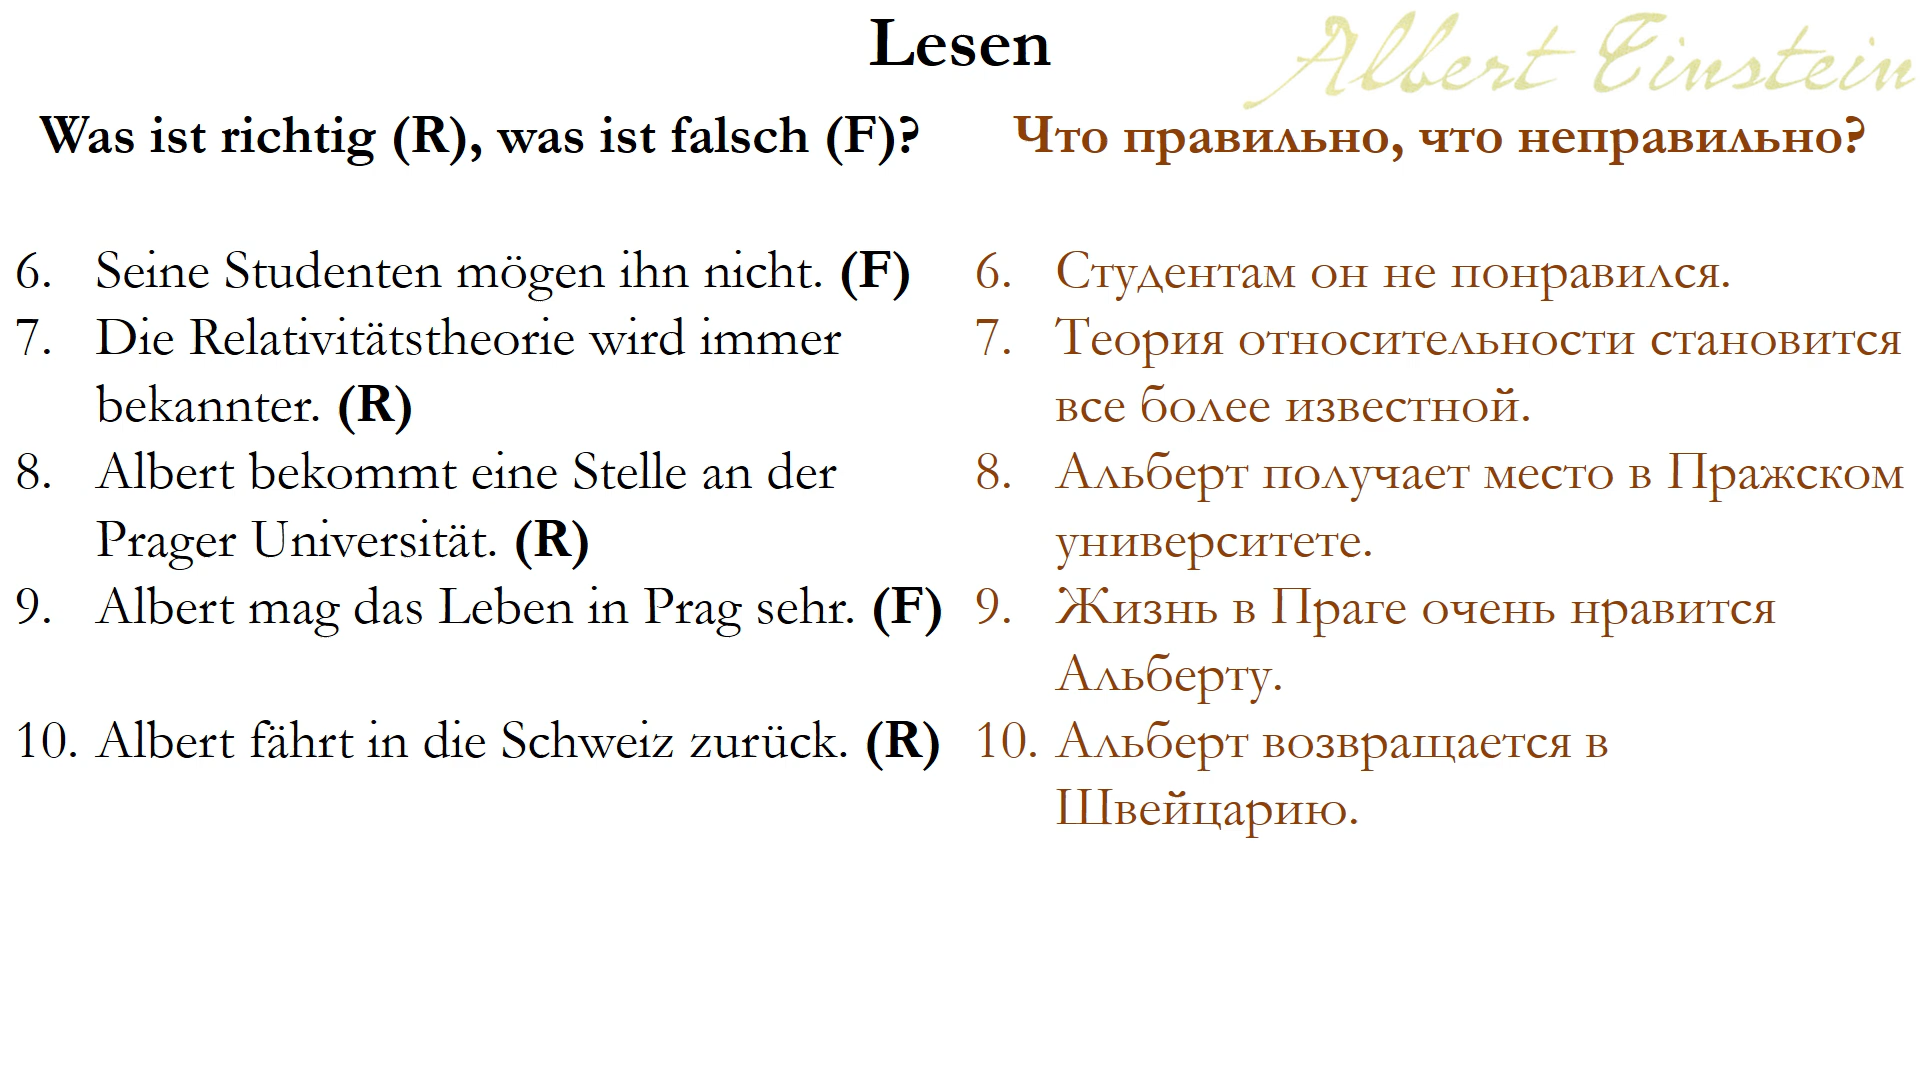 Lesen
Albert Einstein
Was ist richtig (R), was ist falsch (F)?
6. Seine Studenten mögen ihn nicht. (F)
7. Die Relativitätstheorie wird immer
bekannter. (R)
8. Albert bekommt eine Stelle an der
Prager Universität. (R)
9. Albert mag das Leben in Prag sehr. (F)
10. Albert fährt in die Schweiz zurück. (R)
Что правильно, что неправильно?
6. Студентам он не понравился.
7. Теория относительности становится
все более известной.
8. Альберт получает место в Пражском
университете.
9. Жизнь в Праге очень нравится
Альберту.
10. Альберт возвращается в
Швейцарию.